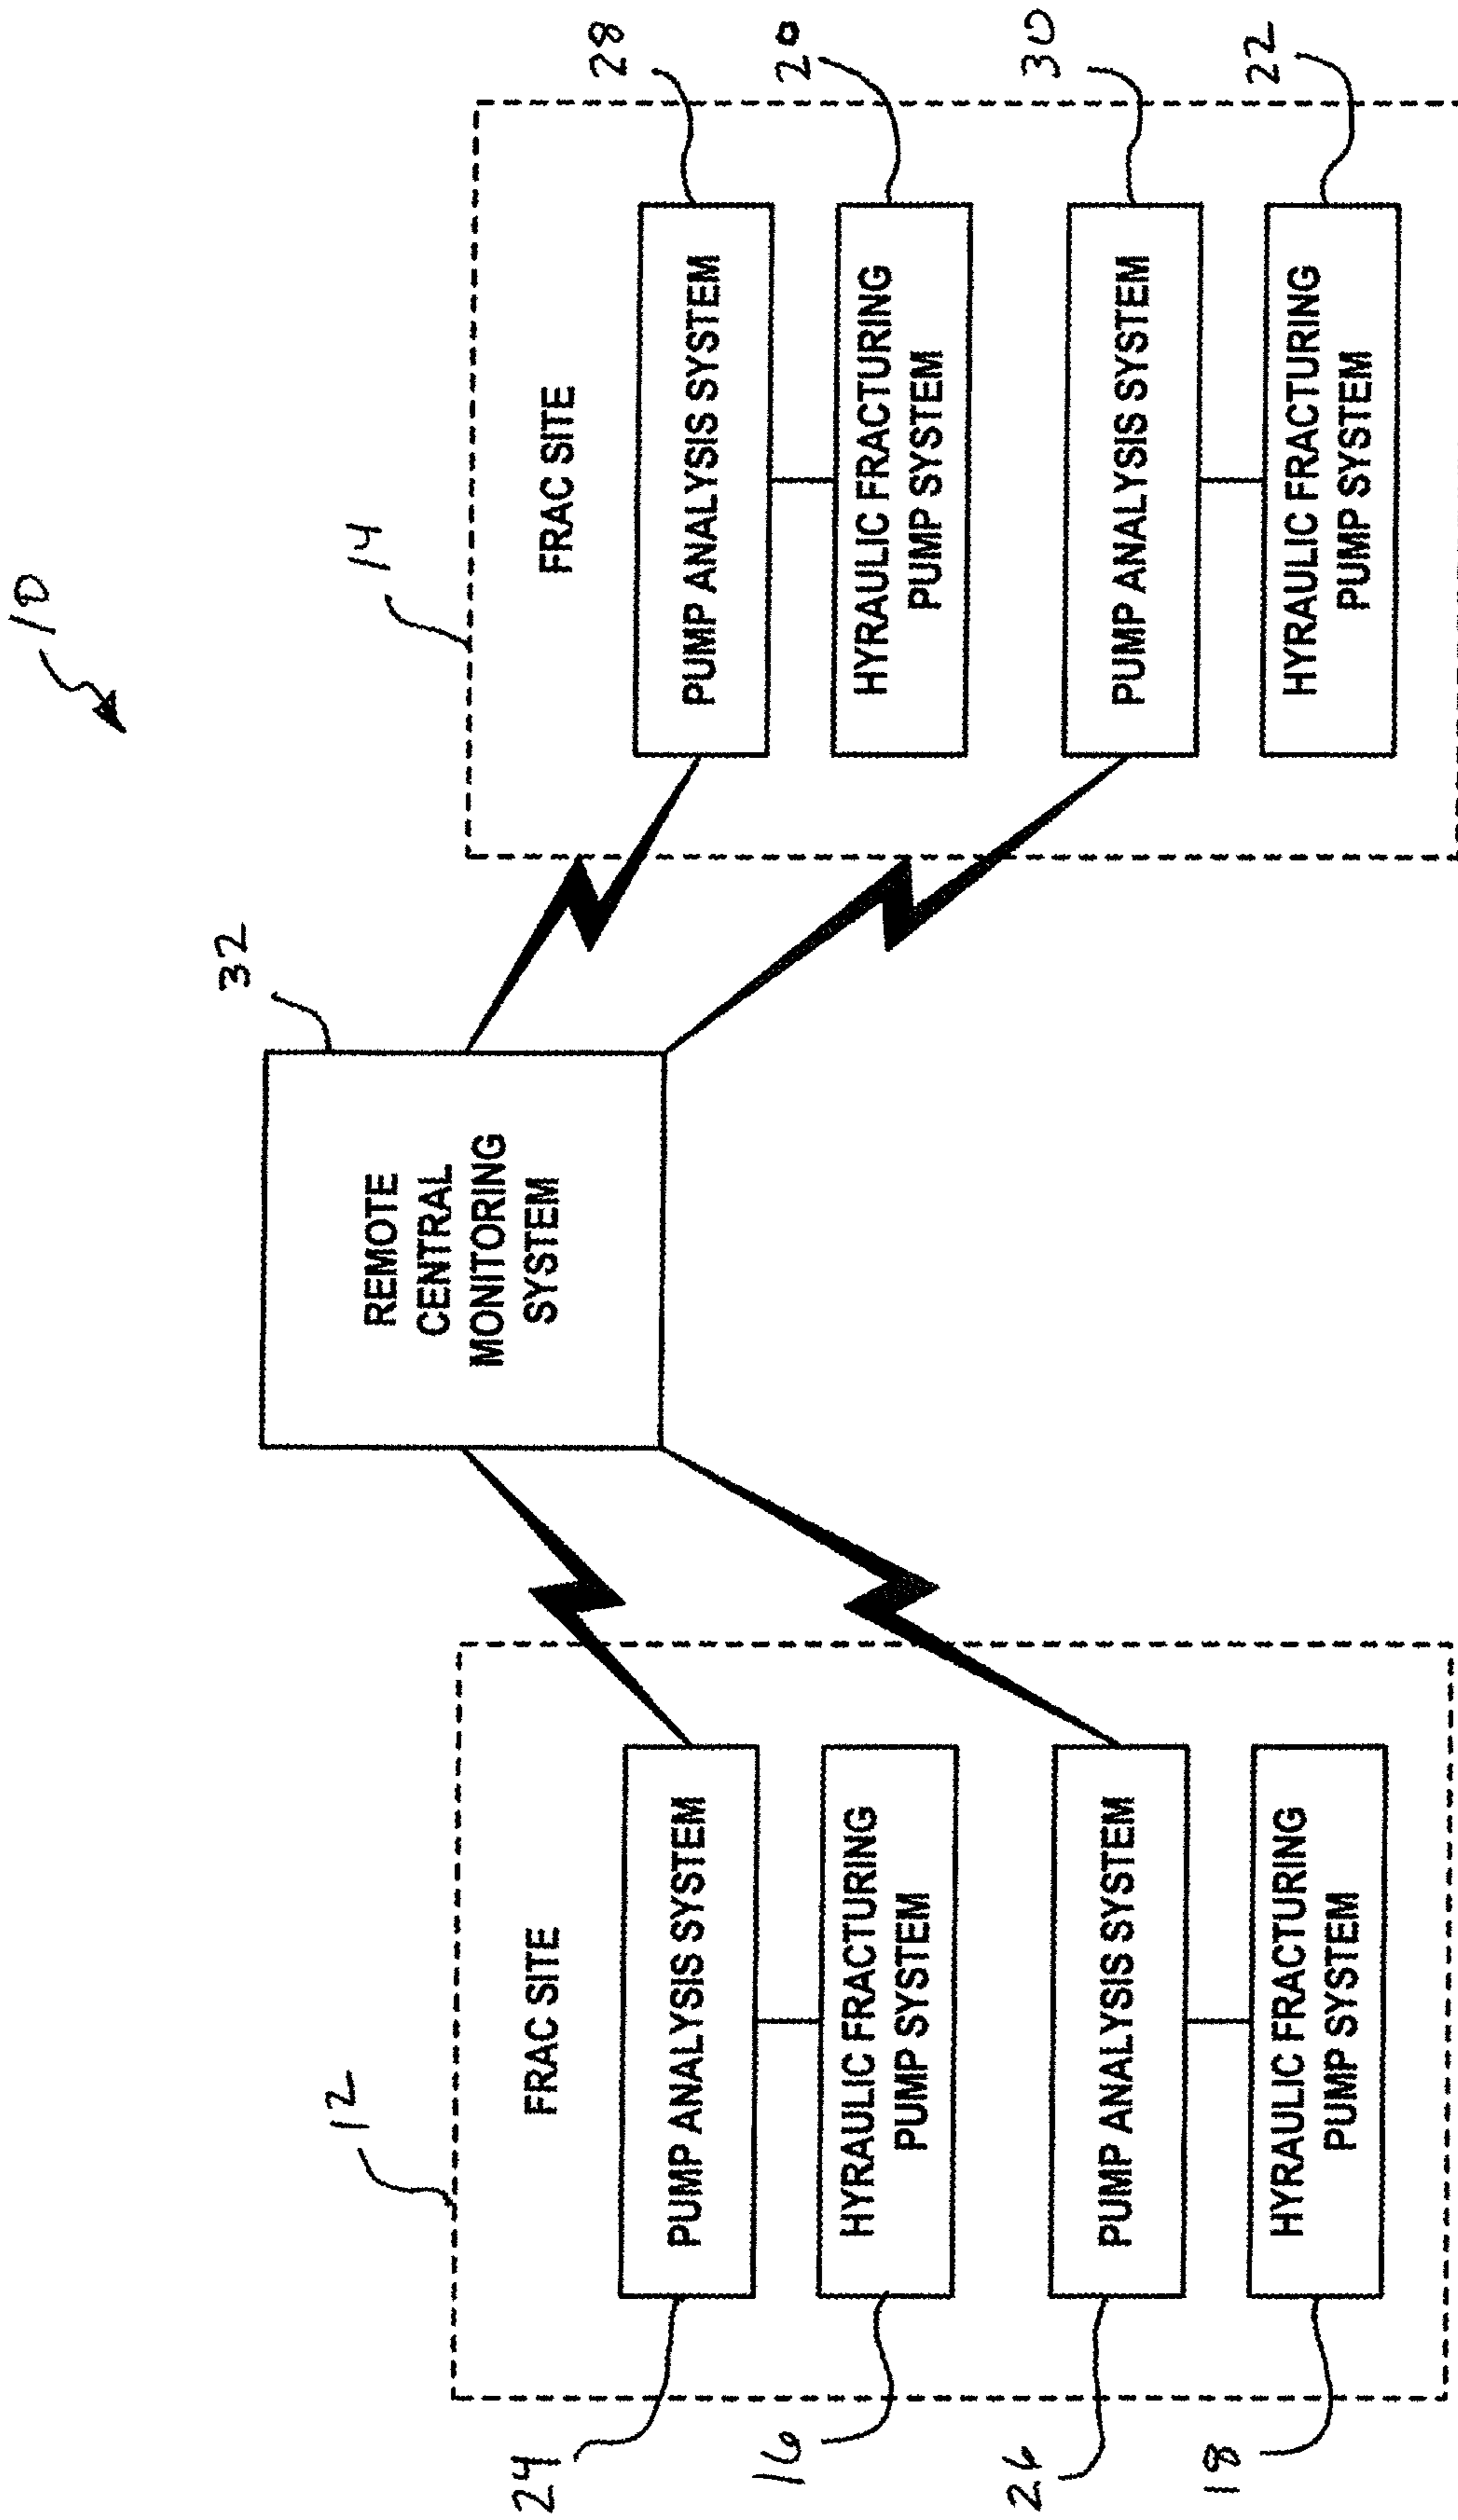 10
32
REMOTE
CENTRAL
MONITORING
SYSTEM
12
FRAC SITE
24
PUMP ANALYSIS SYSTEM
16
HYRAULIC FRACTURING
PUMP SYSTEM
26
PUMP ANALYSIS SYSTEM
18
HYRAULIC FRACTURING
PUMP SYSTEM
14
FRAC SITE
28
PUMP ANALYSIS SYSTEM
20
HYRAULIC FRACTURING
PUMP SYSTEM
30
PUMP ANALYSIS SYSTEM
22
HYRAULIC FRACTURING
PUMP SYSTEM